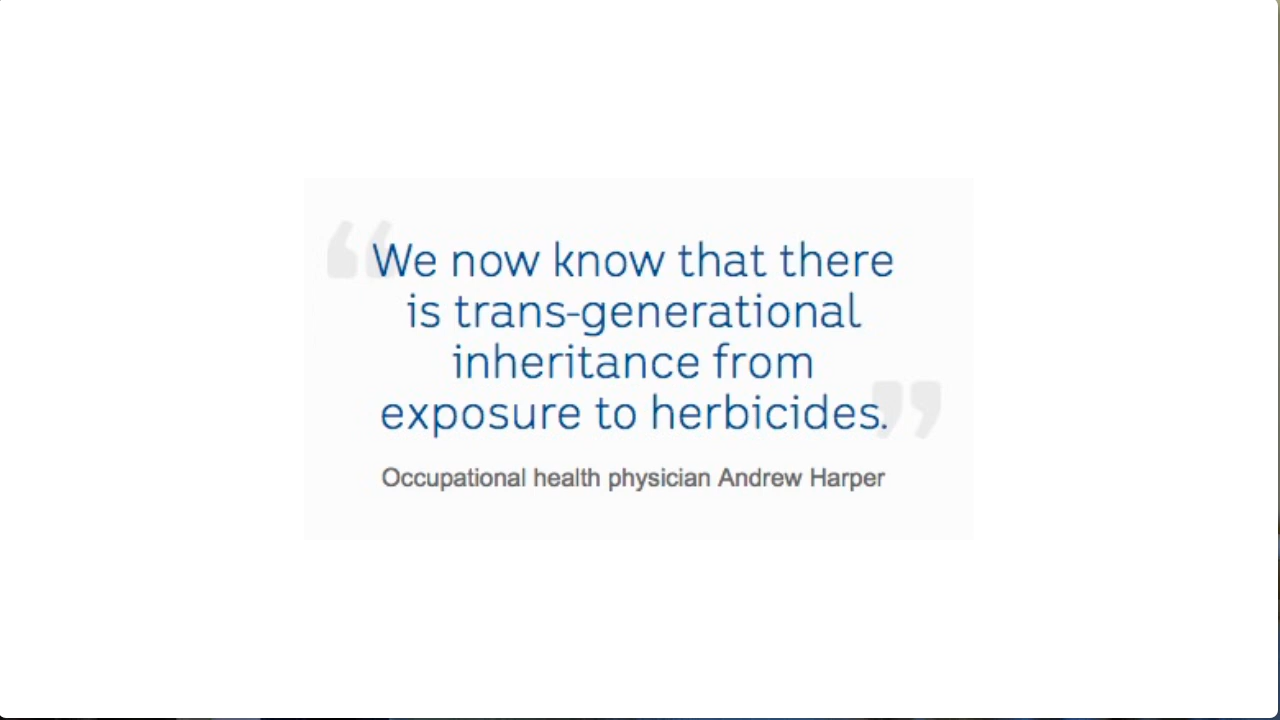 “We now know that there
is trans-generational
inheritance from
exposure to herbicides.”
Occupational health physician Andrew Harper